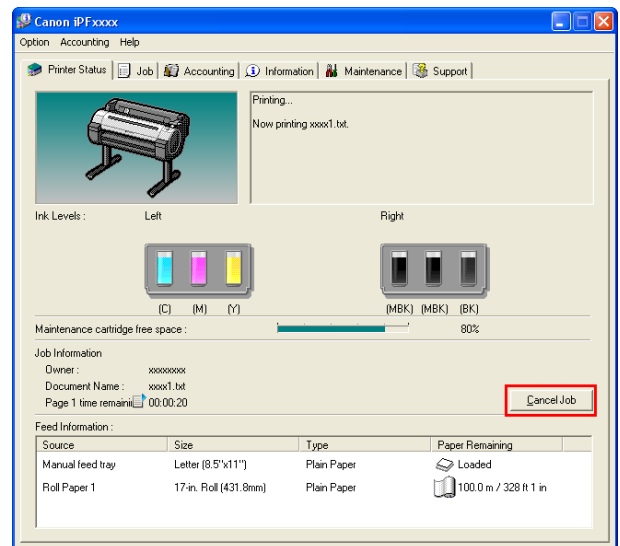 Canon iPFxxxx
Option Accounting Help
Printer Status Job Accounting Information Maintenance Support
Printing...
Now printing xxxx1.txt.
Ink Levels : Left Right
(C) (M) (Y) (MBK) (MBK) (BK)
Maintenance cartridge free space : 80%
Job Information
Owner : xxxxxxxx
Document Name : xxxx1.txt
Page 1 time remainin 00:00:20
Cancel Job
Feed Information :
Source Size Type Paper Remaining
Manual feed tray Letter (8.5"x11") Plain Paper Loaded
Roll Paper 1 17-in. Roll (431.8mm) Plain Paper 100.0 m / 328 ft 1 in